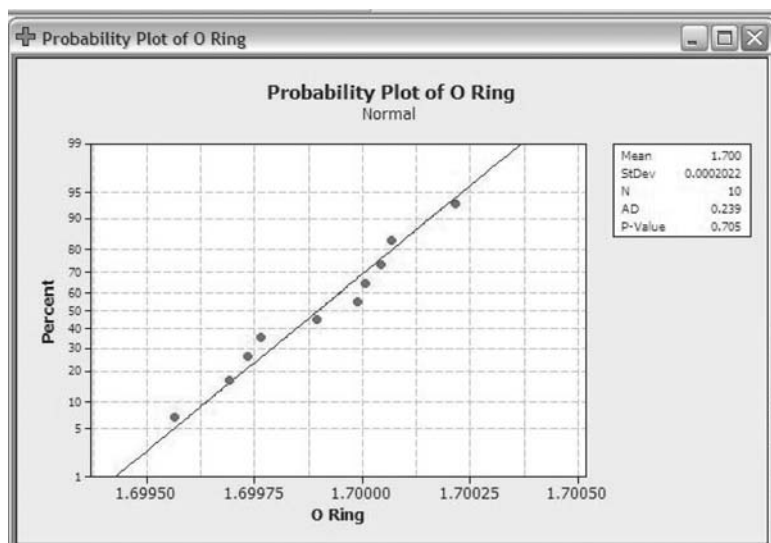 Probability Plot of O Ring
Probability Plot of O Ring
Normal
99
95
90
80
70
60
50
40
30
20
10
5
1
Percent
1.69950 1.69975 1.70000 1.70025 1.70050
O Ring
Mean 1.700
StDev 0.0002022
N 10
AD 0.239
P-Value 0.705